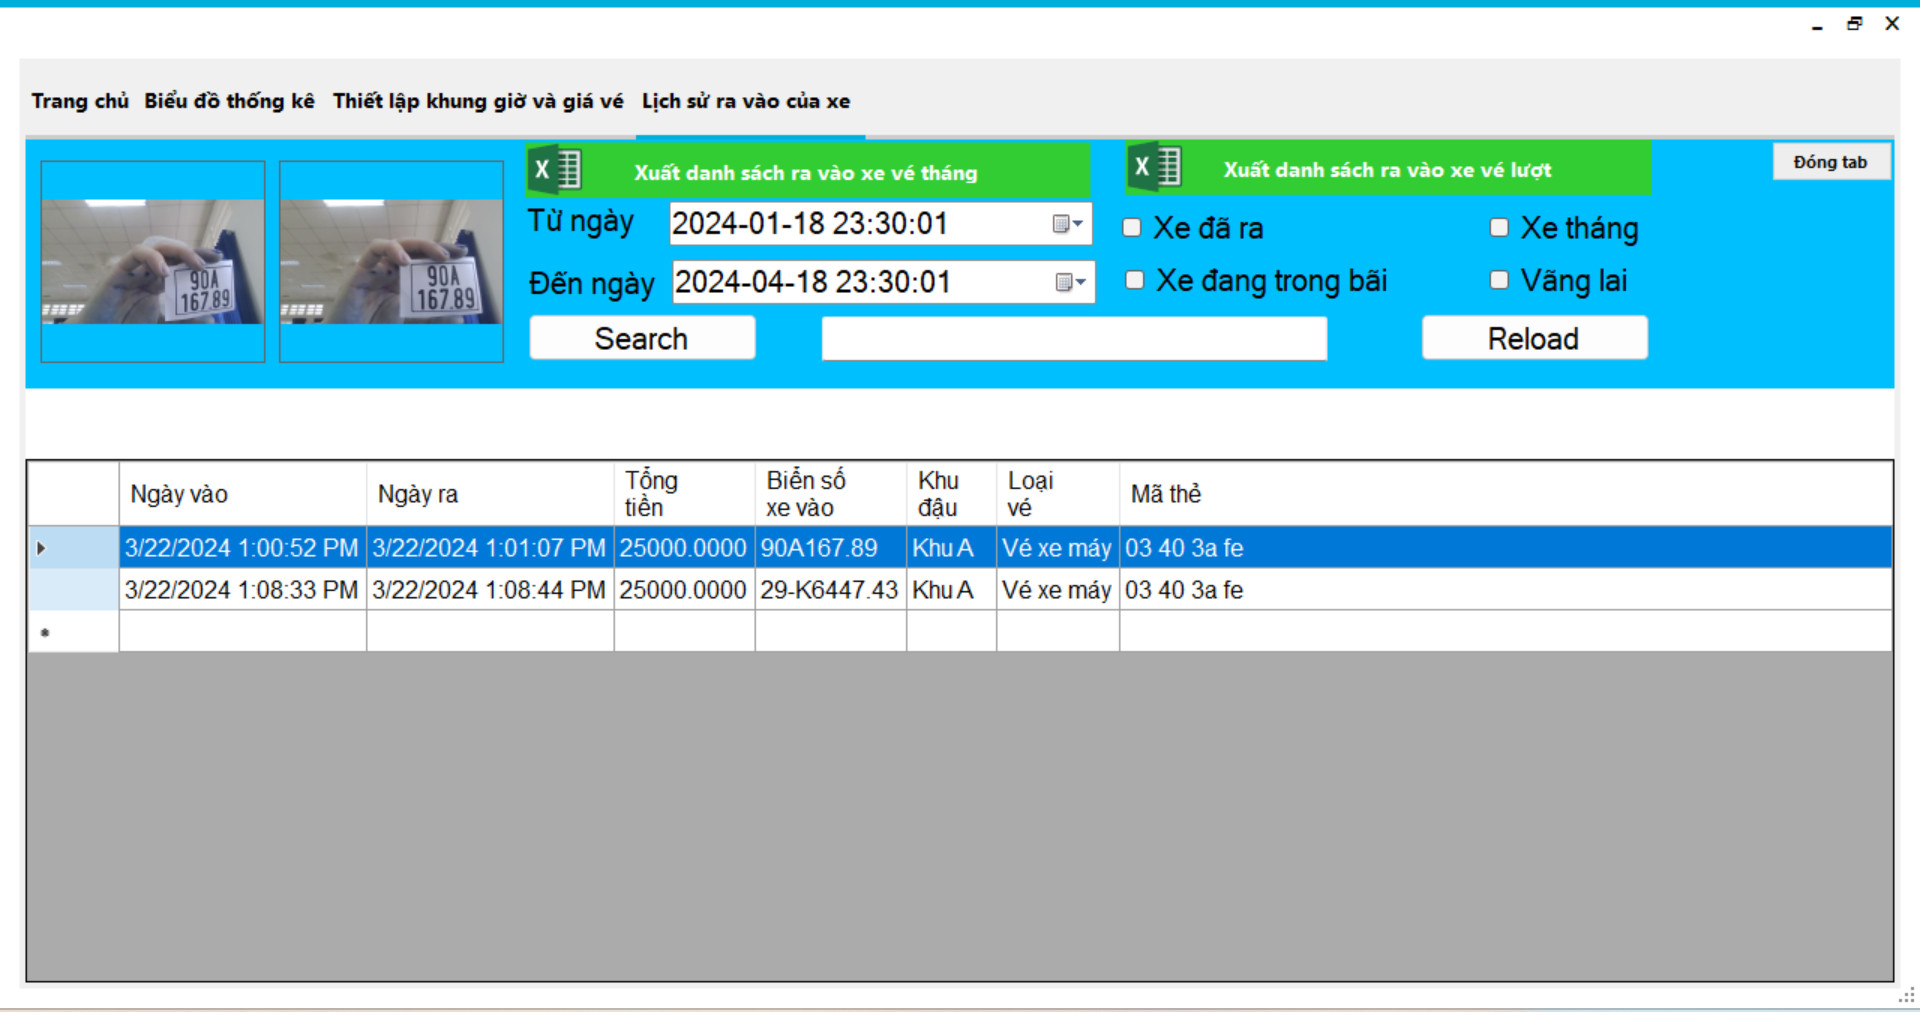 Trang chủ Biểu đồ thống kê Thiết lập khung giờ và giá vé Lịch sử ra vào của xe
Xuất danh sách ra vào xe vé tháng
Xuất danh sách ra vào xe vé lượt
Đóng tab
90A
167.89
90A
167.89
Từ ngày 2024-01-18 23:30:01
Xe đã ra Xe tháng
Đến ngày 2024-04-18 23:30:01
Xe đang trong bãi Vãng lai
Search Reload
Ngày vào Ngày ra Tổng tiền Biển số xe vào Khu đậu Loại vé Mã thẻ
3/22/2024 1:00:52 PM 3/22/2024 1:01:07 PM 25000.0000 90A167.89 Khu A Vé xe máy 03 40 3a fe
3/22/2024 1:08:33 PM 3/22/2024 1:08:44 PM 25000.0000 29-K6447.43 Khu A Vé xe máy 03 40 3a fe